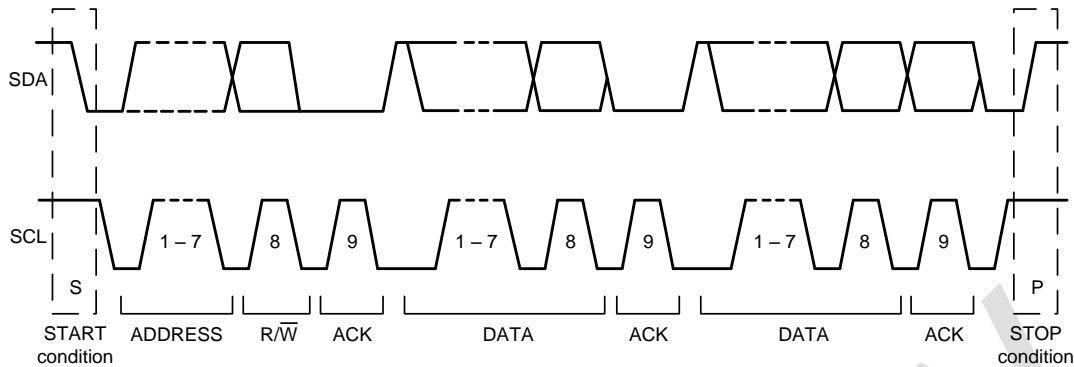 SDA
SCL
1 – 7
8
9
1 – 7
8
9
1 – 7
8
9
S
P
START condition
ADDRESS
R/W̅
ACK
DATA
ACK
DATA
ACK
STOP condition